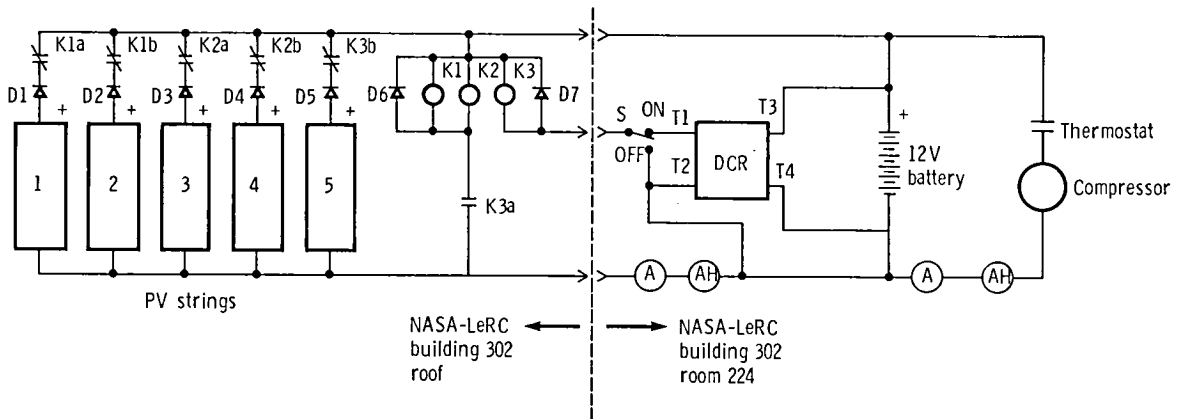 K1a K1b K2a K2b K3b
K1 K2 K3
D1 D2 D3 D4 D5 D6 D7
+ + + + +
1 2 3 4 5
K3a
PV strings
S ON T1 T3
OFF
T2 DCR T4
+
12V
battery
Thermostat
Compressor
A AH A AH
NASA-LeRC
building 302
roof
NASA-LeRC
building 302
room 224